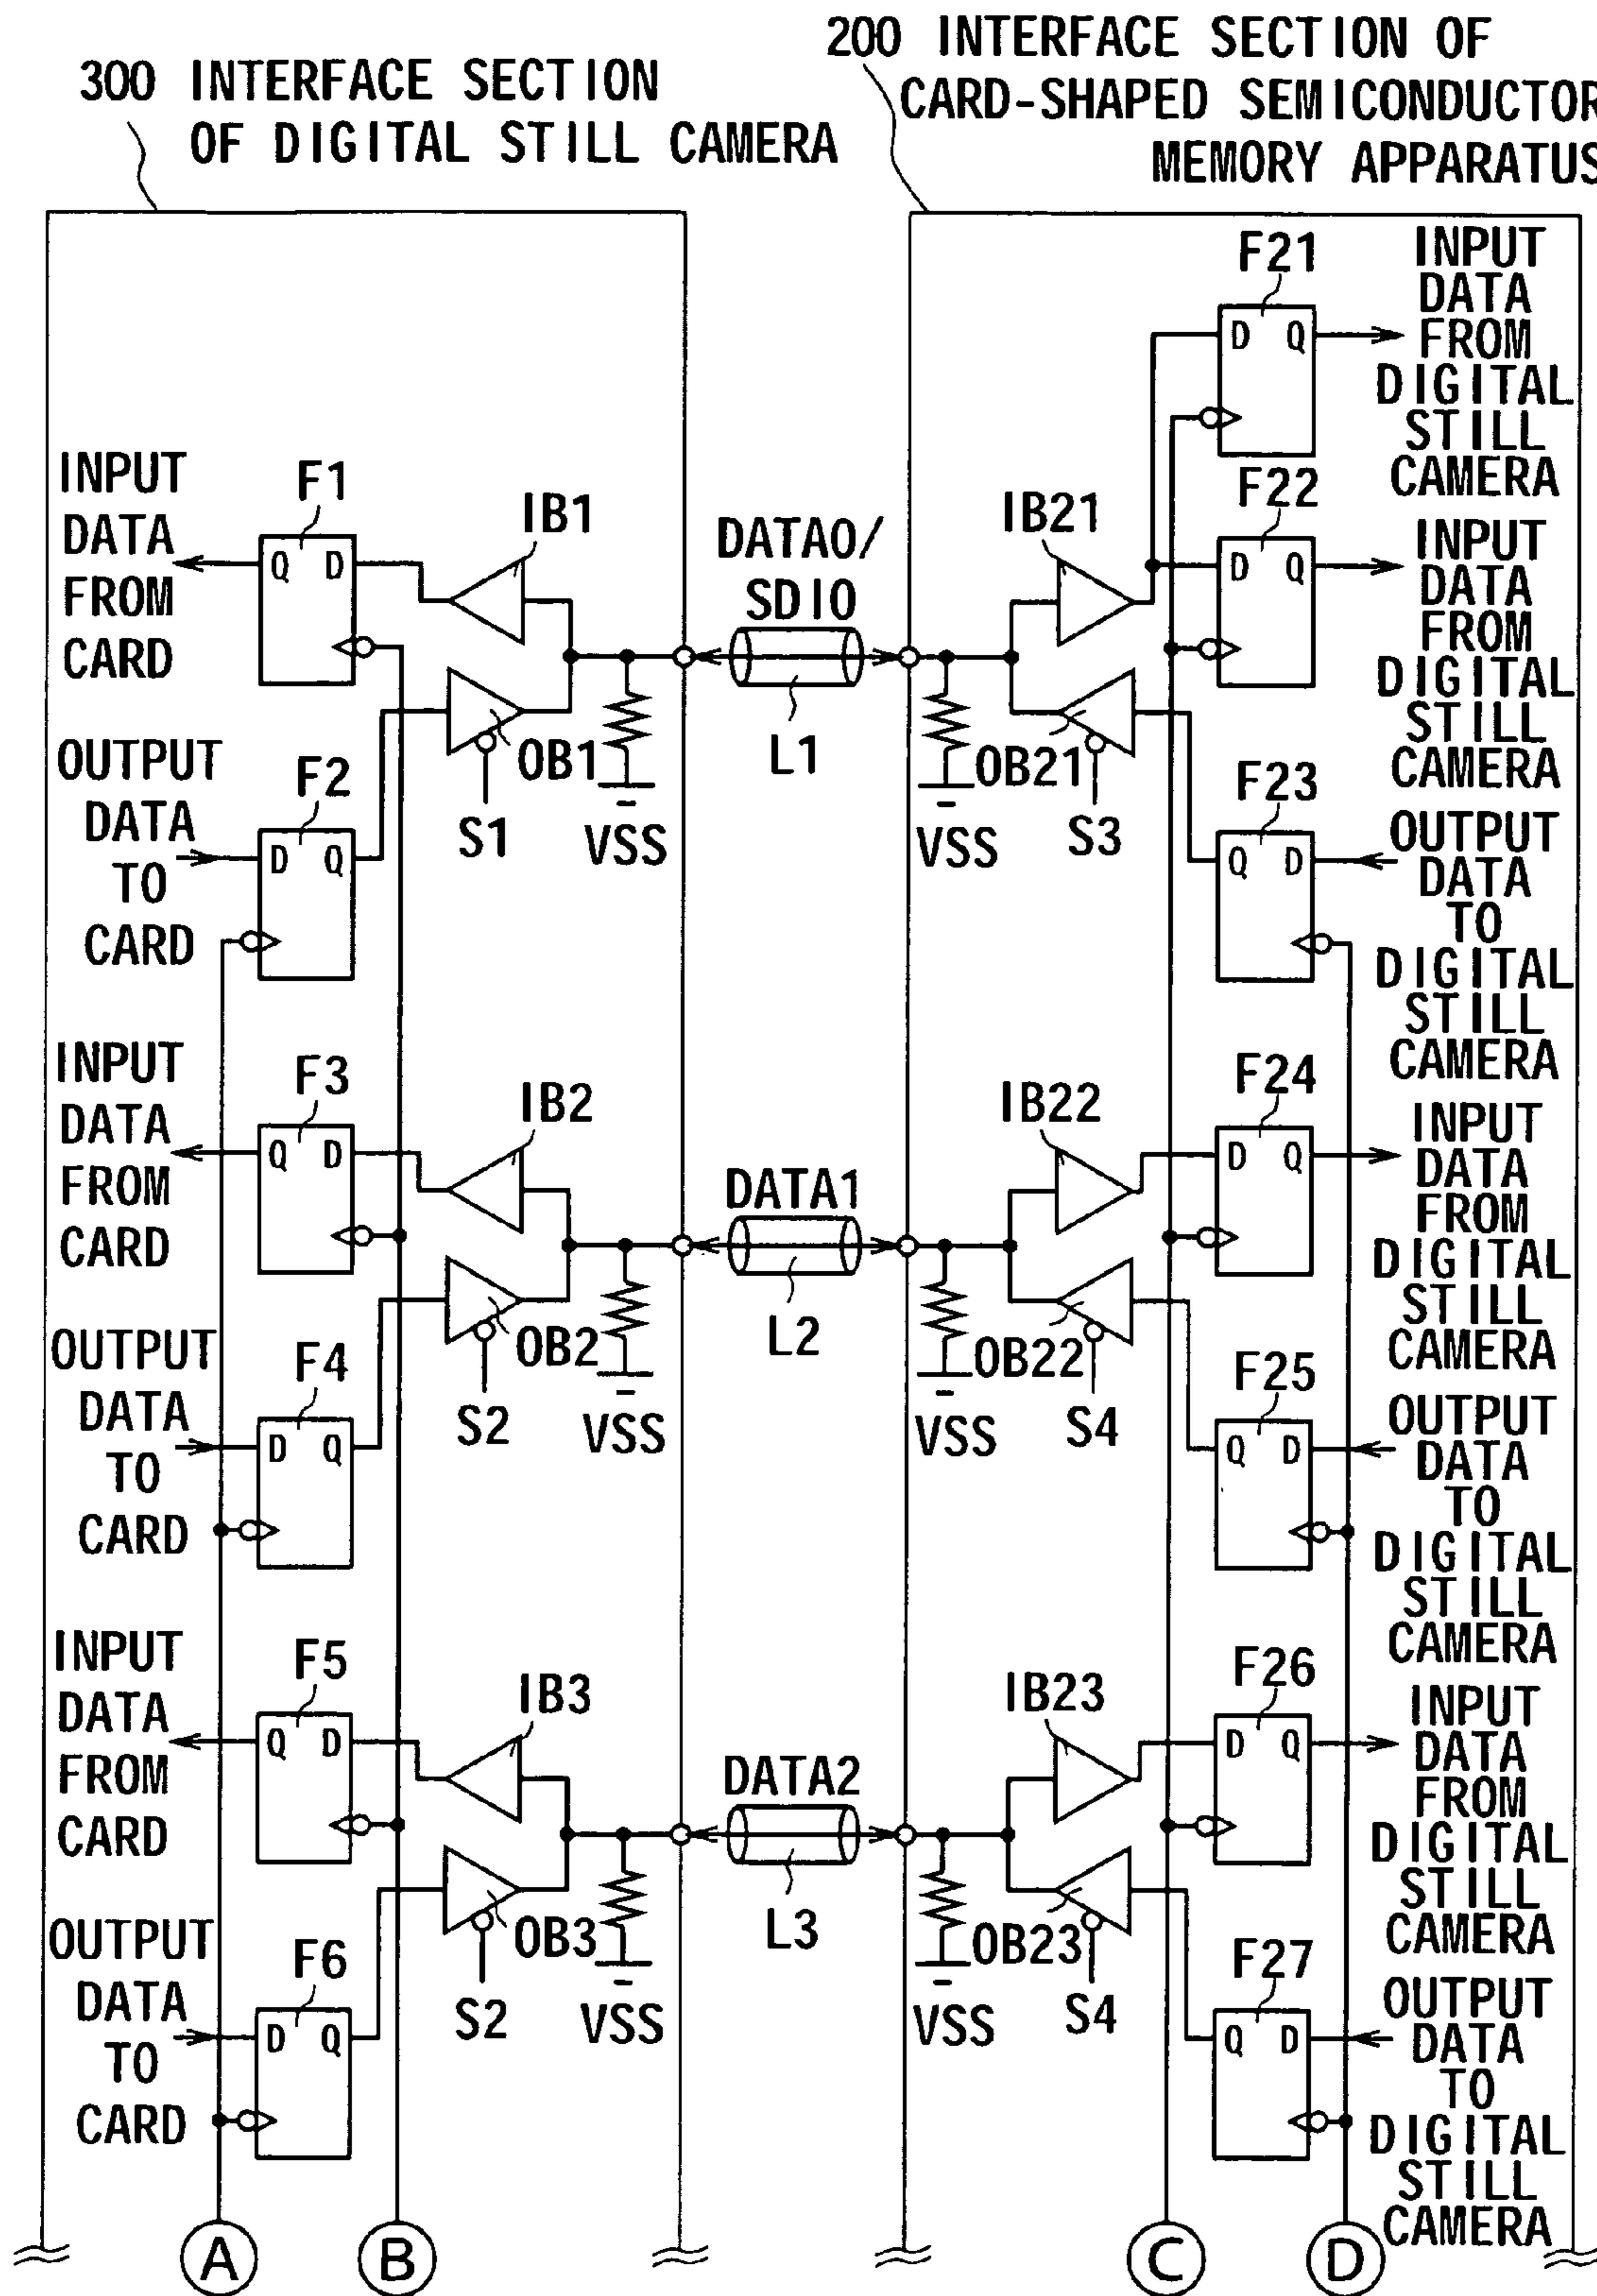 300 INTERFACE SECTION
OF DIGITAL STILL CAMERA
200 INTERFACE SECTION OF
CARD-SHAPED SEMICONDUCTOR
MEMORY APPARATUS
F21
D Q
INPUT
DATA
FROM
DIGITAL
STILL
CAMERA
INPUT
DATA
FROM
CARD
F1
Q D
IB1
DATA0/
SDIO
L1
IB21
F22
D Q
INPUT
DATA
FROM
DIGITAL
STILL
CAMERA
OUTPUT
DATA
TO
CARD
F2
D Q
OB1
S1
VSS
VSS
OB21
S3
F23
Q D
OUTPUT
DATA
TO
DIGITAL
STILL
CAMERA
INPUT
DATA
FROM
CARD
F3
Q D
IB2
DATA1
L2
IB22
F24
D Q
INPUT
DATA
FROM
DIGITAL
STILL
CAMERA
OUTPUT
DATA
TO
CARD
F4
D Q
OB2
S2
VSS
VSS
OB22
S4
F25
Q D
OUTPUT
DATA
TO
DIGITAL
STILL
CAMERA
INPUT
DATA
FROM
CARD
F5
Q D
IB3
DATA2
L3
IB23
F26
D Q
INPUT
DATA
FROM
DIGITAL
STILL
CAMERA
OUTPUT
DATA
TO
CARD
F6
D Q
OB3
S2
VSS
VSS
OB23
S4
F27
Q D
OUTPUT
DATA
TO
DIGITAL
STILL
CAMERA
A
B
C
D